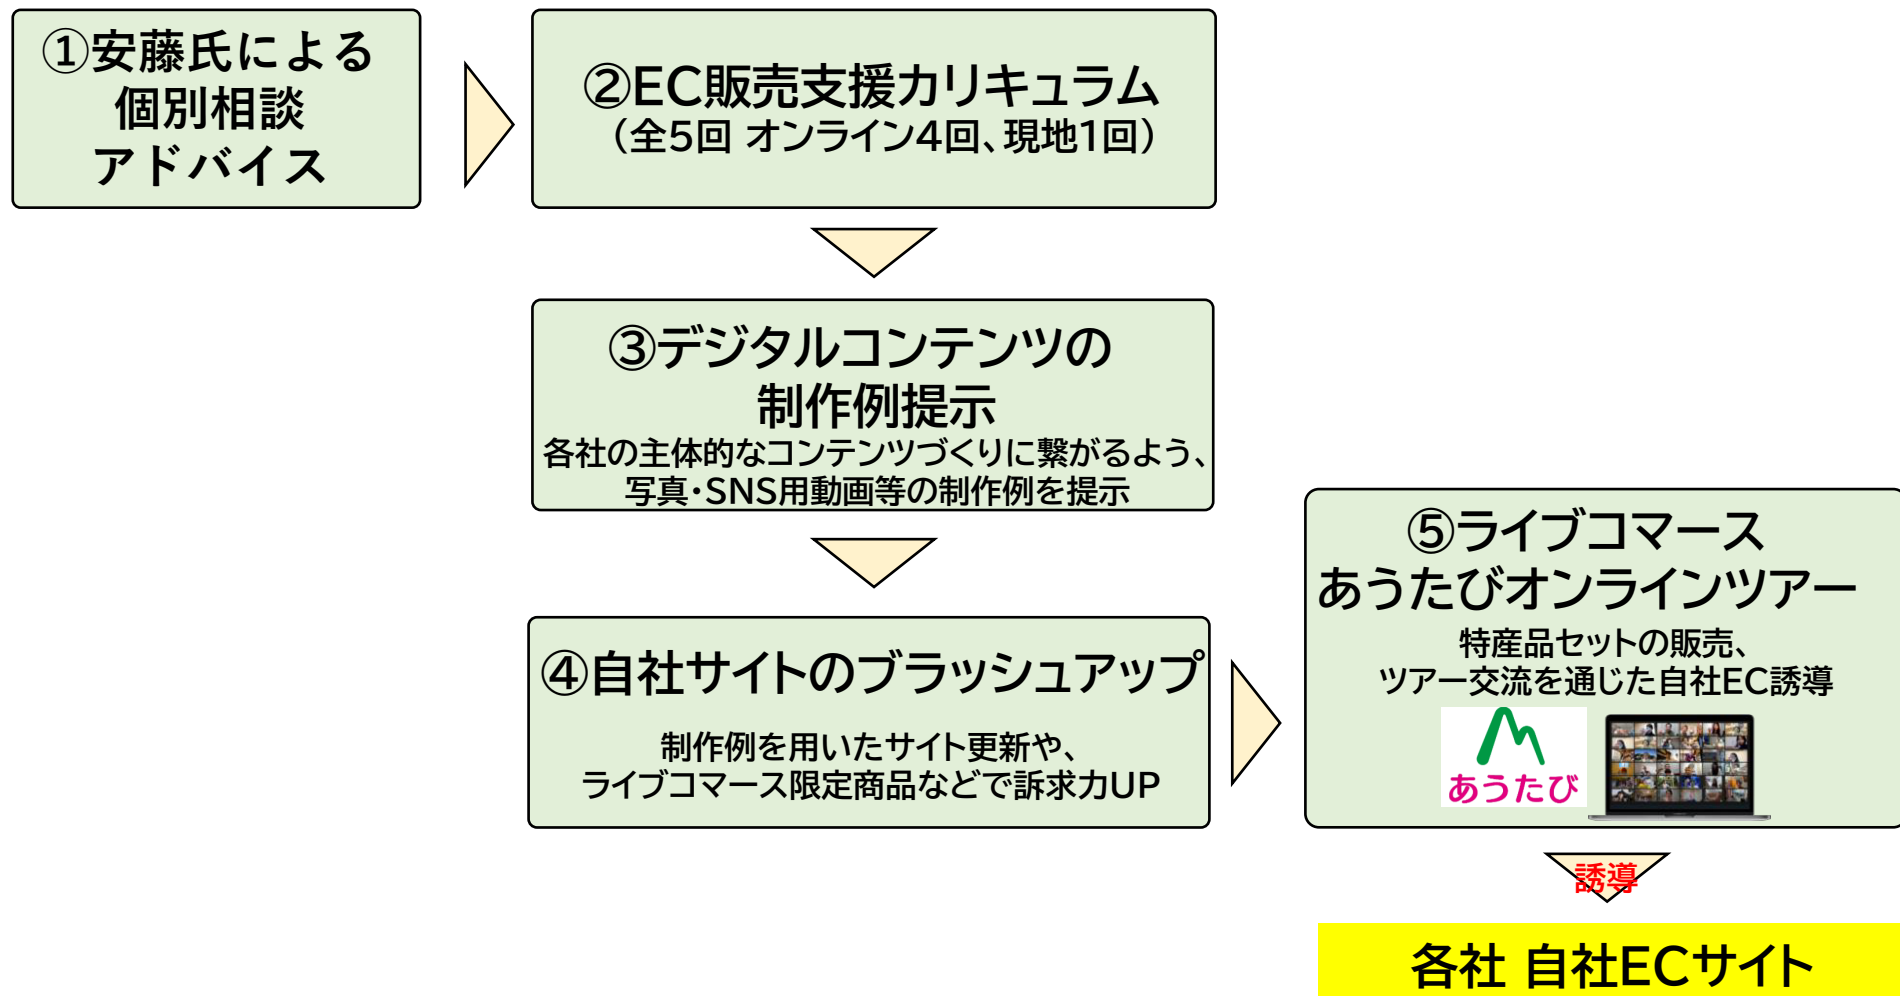 ①安藤氏による
個別相談
アドバイス
②EC販売支援カリキュラム
（全5回 オンライン4回、現地1回）
③デジタルコンテンツの
制作例提示
各社の主体的なコンテンツづくりに繋がるよう、
写真・SNS用動画等の制作例を提示
④自社サイトのブラッシュアップ
制作例を用いたサイト更新や、
ライブコマース限定商品などで訴求力UP
⑤ライブコマース
あうたびオンラインツアー
特産品セットの販売、
ツアー交流を通じた自社EC誘導
あうたび
誘導
各社 自社ECサイト